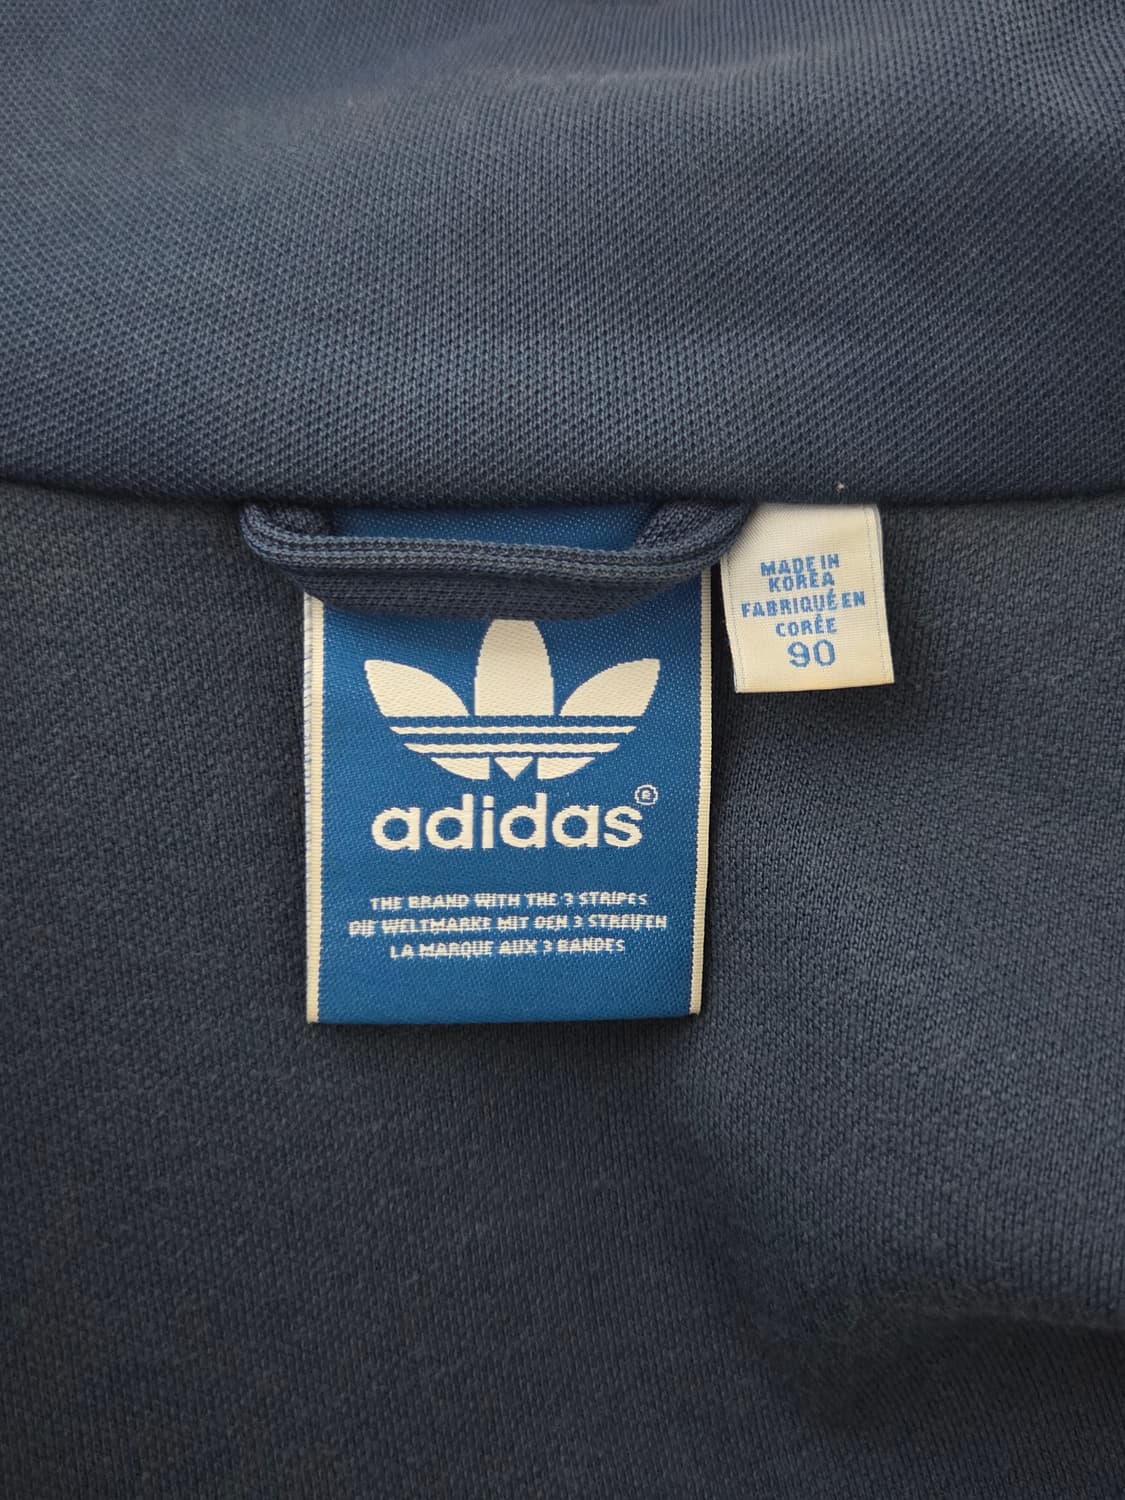 MADE IN
KOREA
FABRIQUÉ EN
CORÉE
90
adidas®
THE BRAND WITH THE 3 STRIPES
DIE WELTMARKE MIT DEN 3 STREIFEN
LA MARQUE AUX 3 BANDES